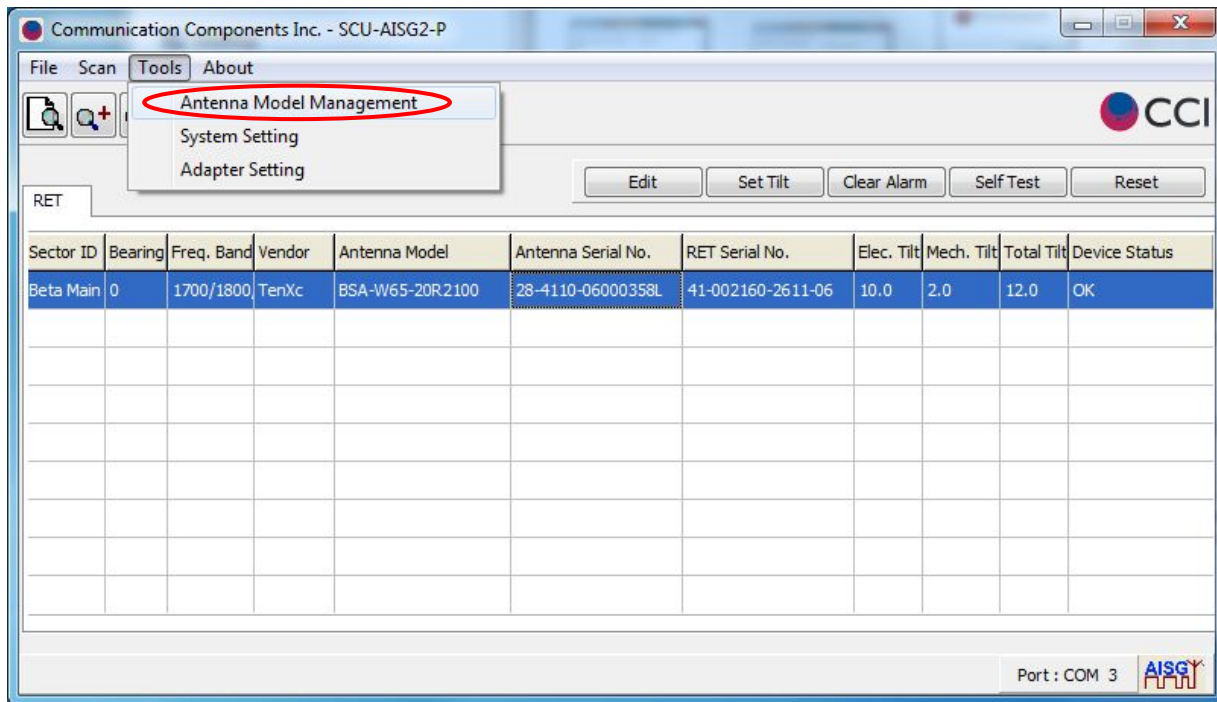 Communication Components Inc. - SCU-AISG2-P
File Scan Tools About
Antenna Model Management
System Setting
Adapter Setting
CCI
Edit Set Tilt Clear Alarm Self Test Reset
RET
Sector ID Bearing Freq. Band Vendor Antenna Model Antenna Serial No. RET Serial No. Elec. Tilt Mech. Tilt Total Tilt Device Status
Beta Main 0 1700/1800, TenXc BSA-W65-20R2100 28-4110-06000358L 41-002160-2611-06 10.0 2.0 12.0 OK
Port : COM 3 AISG